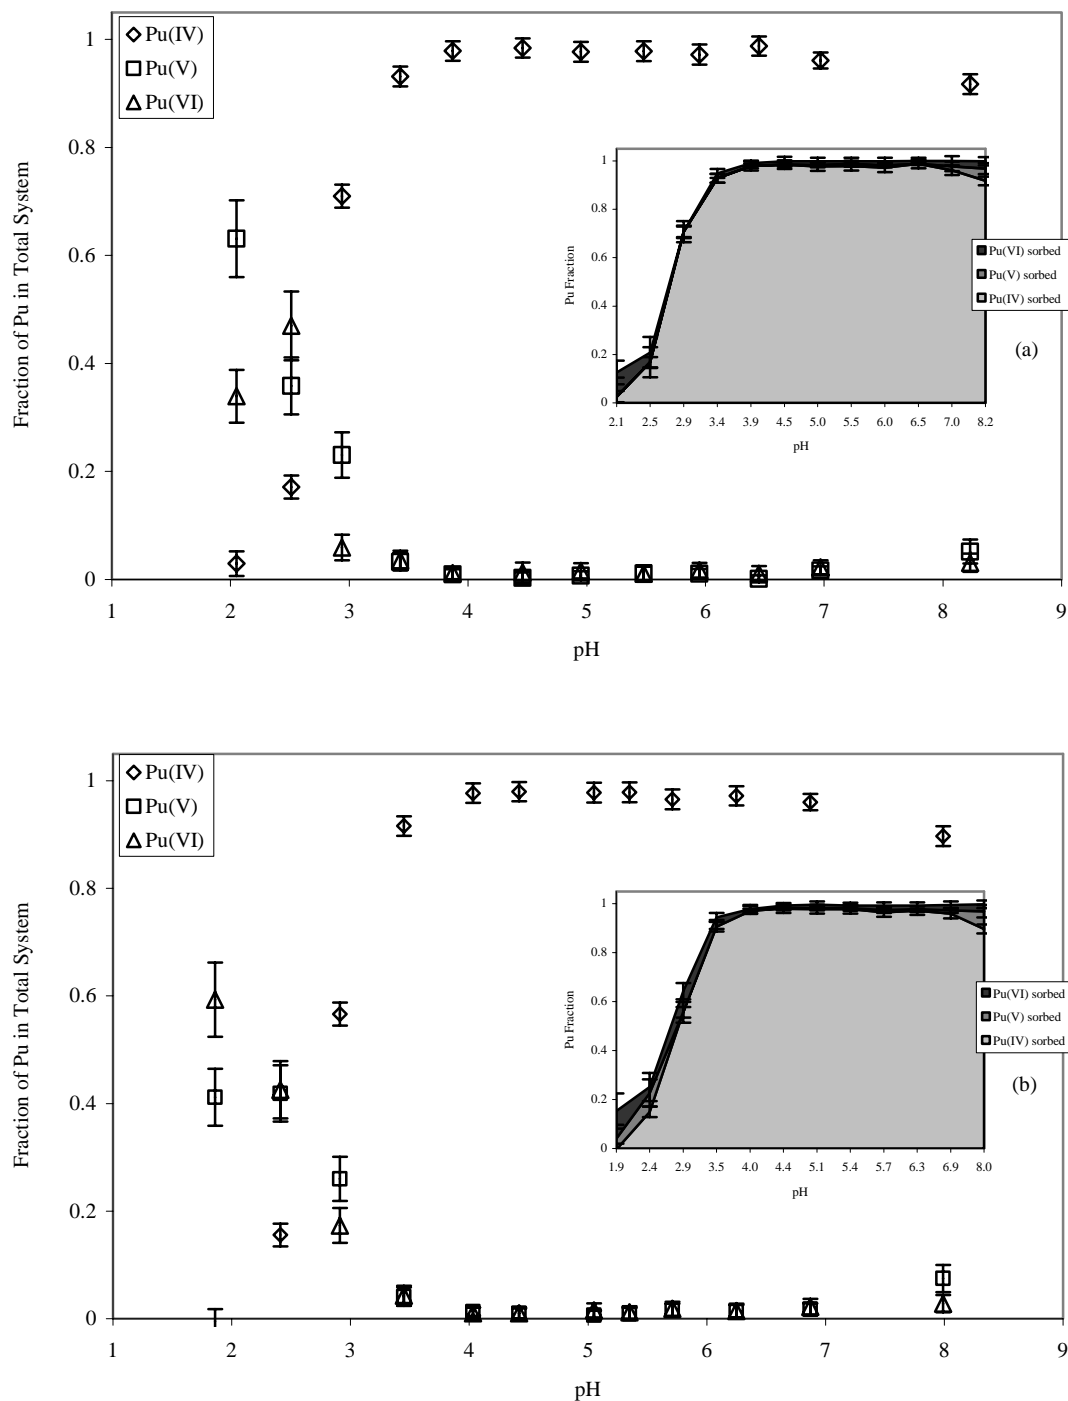 Pu(IV)
Pu(V)
Pu(VI)
Fraction of Pu in Total System
1
0.8
0.6
0.4
0.2
0
1 2 3 4 5 6 7 8 9
pH
Pu Fraction
1
0.8
0.6
0.4
0.2
0
2.1 2.5 2.9 3.4 3.9 4.5 5.0 5.5 6.0 6.5 7.0 8.2
pH
Pu(VI) sorbed
Pu(V) sorbed
Pu(IV) sorbed
(a)
Pu(IV)
Pu(V)
Pu(VI)
Fraction of Pu in Total System
1
0.8
0.6
0.4
0.2
0
1 2 3 4 5 6 7 8 9
pH
Pu Fraction
1
0.8
0.6
0.4
0.2
0
1.9 2.4 2.9 3.5 4.0 4.4 5.1 5.4 5.7 6.3 6.9 8.0
pH
Pu(VI) sorbed
Pu(V) sorbed
Pu(IV) sorbed
(b)